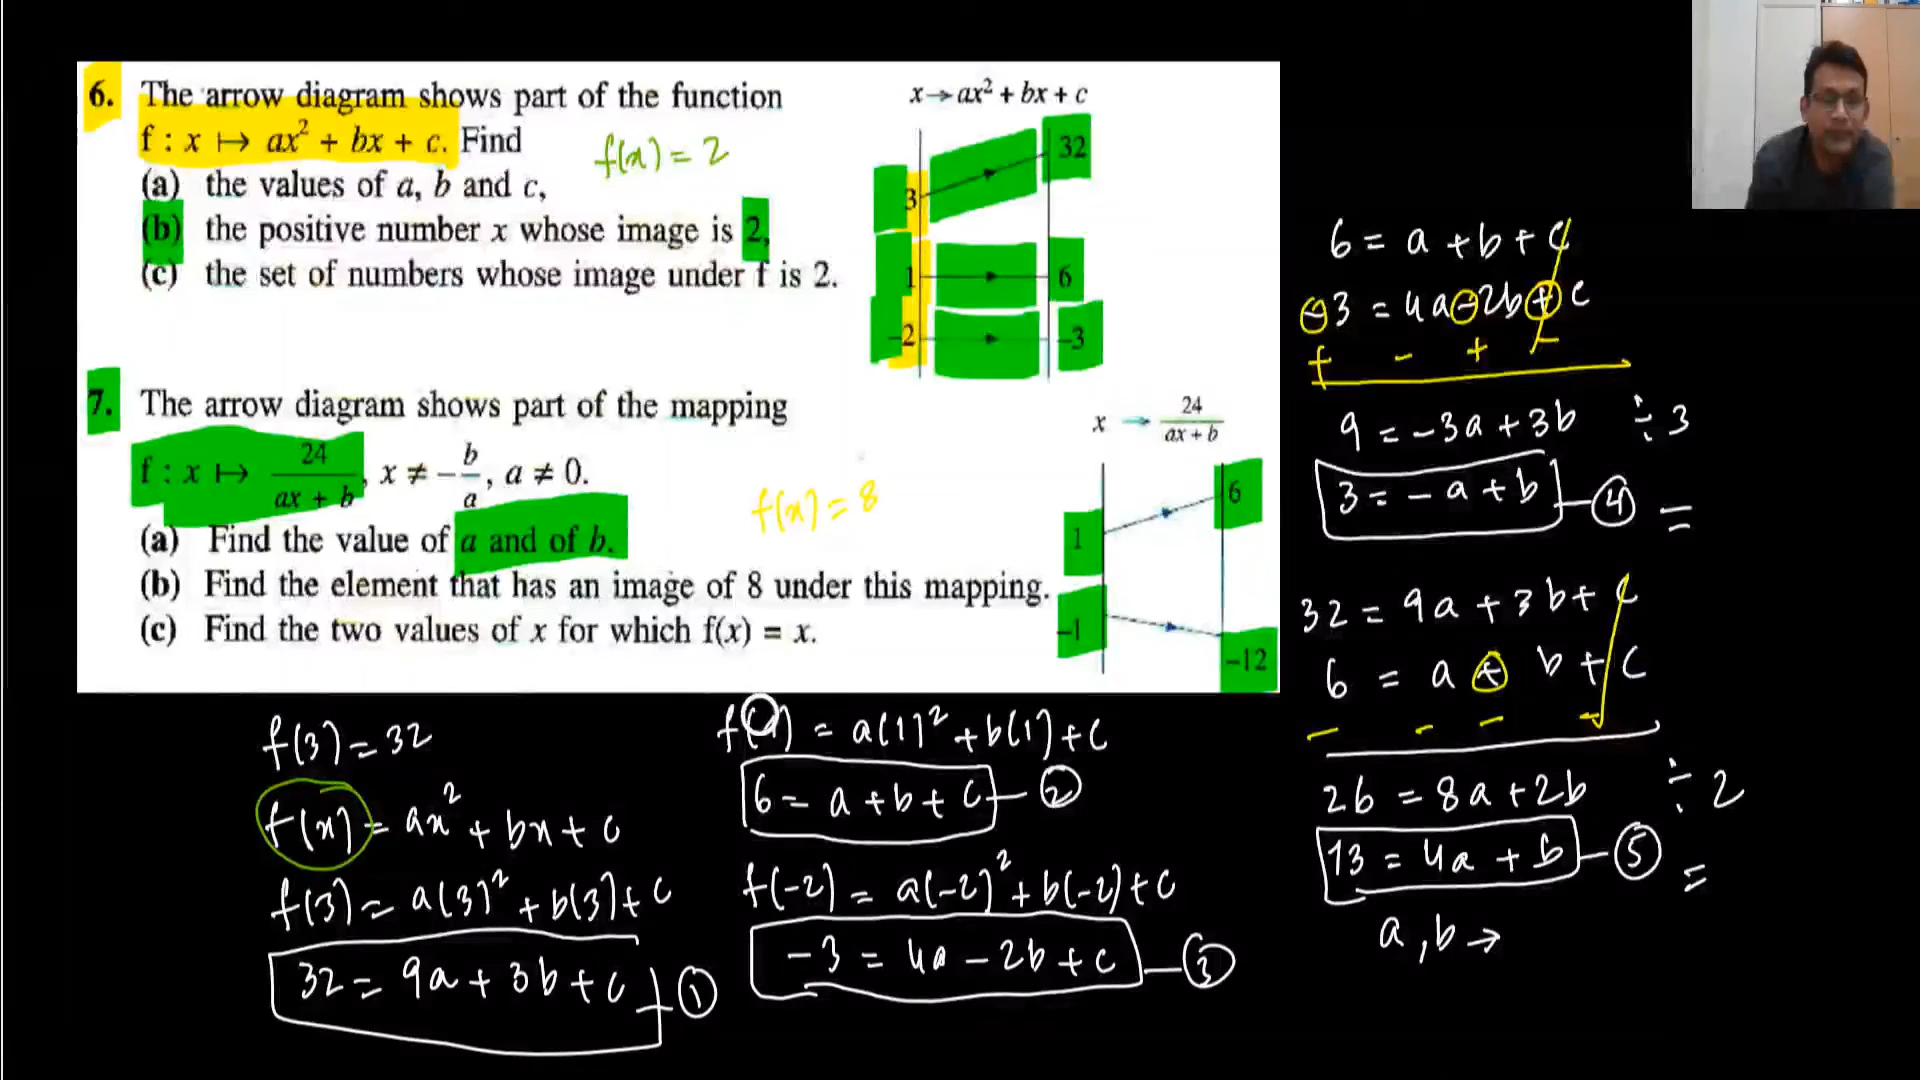 6. The arrow diagram shows part of the function
f : x ↦ ax² + bx + c. Find
f(x) = 2
(a) the values of a, b and c,
(b) the positive number x whose image is 2,
(c) the set of numbers whose image under f is 2.
x → ax² + bx + c
3 32
1 6
-2 -3
7. The arrow diagram shows part of the mapping
f : x ↦ 24/(ax + b), x ≠ -b/a, a ≠ 0.
f(x) = 8
(a) Find the value of a and of b.
(b) Find the element that has an image of 8 under this mapping.
(c) Find the two values of x for which f(x) = x.
x → 24/(ax + b)
1 6
-1 -12
f(3) = 32
f(x) = ax² + bx + c
f(3) = a(3)² + b(3) + c
32 = 9a + 3b + c - ①
f(1) = a(1)² + b(1) + c
6 = a + b + c - ②
f(-2) = a(-2)² + b(-2) + c
-3 = 4a - 2b + c - ③
6 = a + b + c
-3 = 4a - 2b + c
+ - + -
9 = -3a + 3b ÷ 3
3 = -a + b - ④ =
32 = 9a + 3b + c
6 = a + b + c
- - - -
26 = 8a + 2b ÷ 2
13 = 4a + b - ⑤ =
a, b →